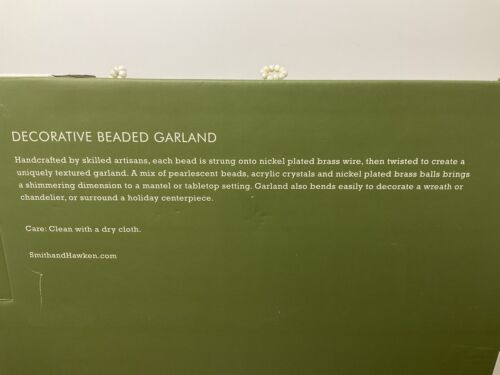 DECORATIVE BEADED GARLAND
Handcrafted by skilled artisans, each bead is strung onto nickel plated brass wire, then twisted to create a
uniquely textured garland. A mix of pearlescent beads, acrylic crystals and nickel plated brass balls brings
a shimmering dimension to a mantel or tabletop setting. Garland also bends easily to decorate a wreath or
chandelier, or surround a holiday centerpiece.
Care: Clean with a dry cloth.
SmithandHawken.com